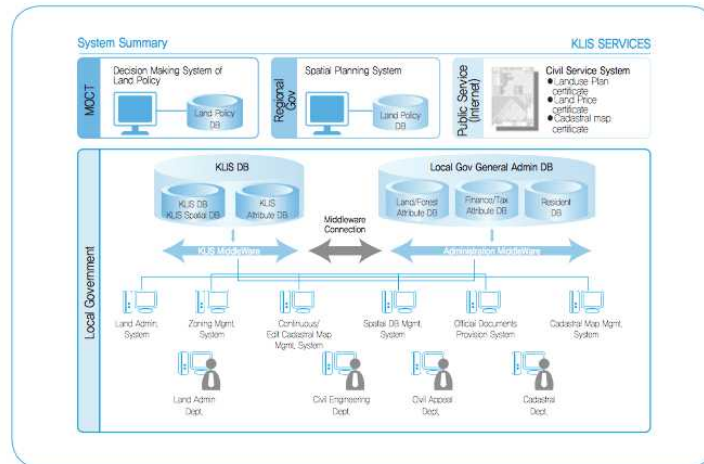 System Summary
KLIS SERVICES
MOCT
Decision Making System of
Land Policy
Land Policy
DB
Regional
Gov
Spatial Planning System
Land Policy
DB
Public Service
(Internet)
Civil Service System
●Landuse Plan
certificate
●Land Price
certificate
●Cadastral map
certificate
Local Government
KLIS DB
KLIS DB
KLIS Spatial DB
KLIS
Attribute DB
Local Gov General Admin DB
Land/Forest
Attribute DB
Finance/Tax
Attribute DB
Resident
DB
Middleware
Connection
KLIS MiddleWare
Administration MiddleWare
Land Admin.
System
Zoning Mgmt.
System
Continuous/
Edit Cadastral Map
Mgmt. System
Spatial DB Mgmt.
System
Official Documents
Provision System
Cadastral Map Mgmt.
System
Land Admin
Dept.
Civil Engineering
Dept.
Civil Appeal
Dept.
Cadastral
Dept.